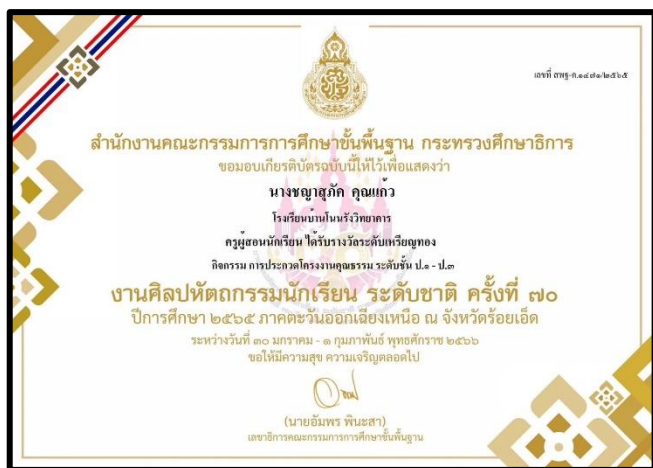 เลขที่ สพฐ-ค.๑๔๗๑/๒๕๖๕
สำนักงานคณะกรรมการการศึกษาขั้นพื้นฐาน กระทรวงศึกษาธิการ
ขอมอบเกียรติบัตรฉบับนี้ให้ไว้เพื่อแสดงว่า
นางชญาสุภัค คุณแก้ว
โรงเรียนบ้านโนนรังวิทยาคาร
ครูผู้สอนนักเรียน ได้รับรางวัลระดับเหรียญทอง
กิจกรรม การประกวดโครงงานคุณธรรม ระดับชั้น ป.๑ - ป.๓
งานศิลปหัตถกรรมนักเรียน ระดับชาติ ครั้งที่ ๗๐
ปีการศึกษา ๒๕๖๕ ภาคตะวันออกเฉียงเหนือ ณ จังหวัดร้อยเอ็ด
ระหว่างวันที่ ๓๐ มกราคม - ๑ กุมภาพันธ์ พุทธศักราช ๒๕๖๖
ขอให้มีความสุข ความเจริญตลอดไป
(นายอัมพร พินะสา)
เลขาธิการคณะกรรมการการศึกษาขั้นพื้นฐาน